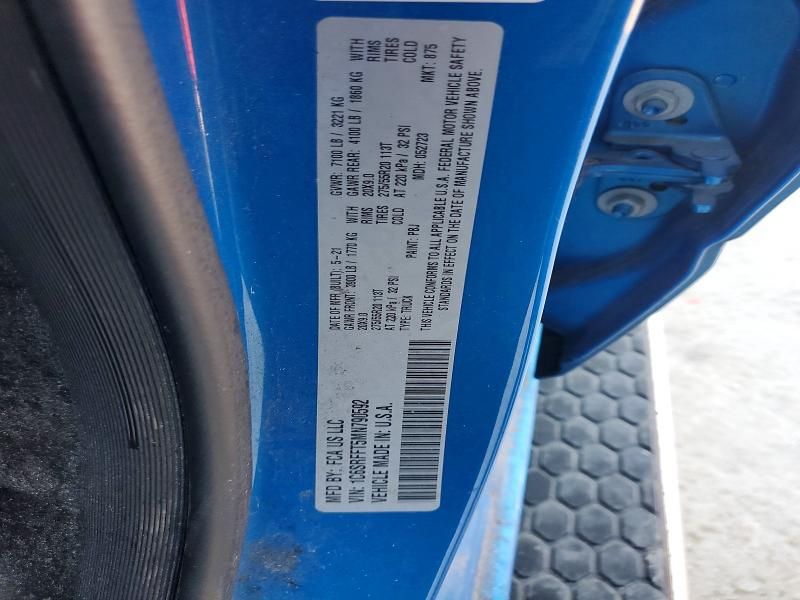 MFD BY: FCA US LLC
DATE OF MFR.(BUILT): 5-21
GVWR: 7100 LB / 3221 KG
VIN: 1C6SRFFT5MN790592
GAWR FRONT: 3900 LB / 1770 KG WITH
GAWR REAR: 4100 LB / 1860 KG WITH
VEHICLE MADE IN: U.S.A.
20X9.0 RIMS
20X9.0 RIMS
275/55R20 113T TIRES
275/55R20 113T TIRES
AT 220 kPa / 32 PSI COLD
AT 220 kPa / 32 PSI COLD
TYPE: TRUCK
PAINT: PBJ
MDH: 052723
MKT: 875
THIS VEHICLE CONFORMS TO ALL APPLICABLE U.S.A. FEDERAL MOTOR VEHICLE SAFETY
STANDARDS IN EFFECT ON THE DATE OF MANUFACTURE SHOWN ABOVE.